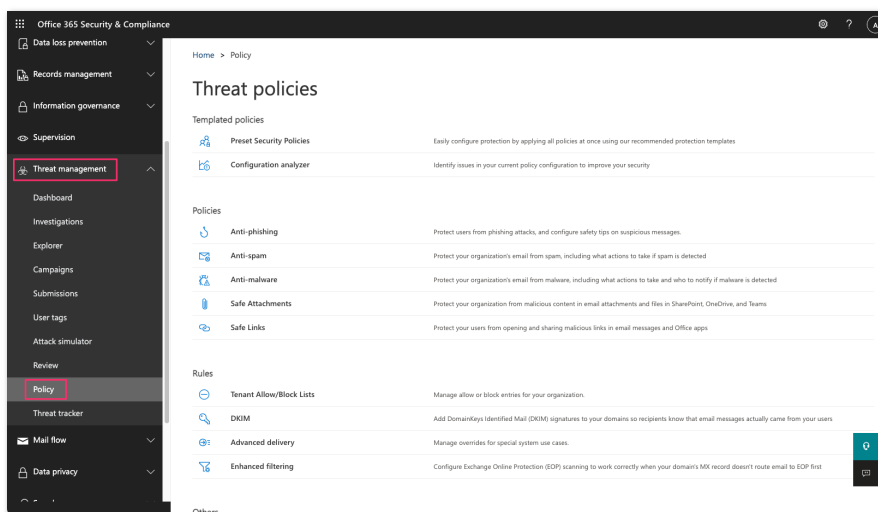 Office 365 Security & Compliance
?
A
Data loss prevention
Records management
Information governance
Supervision
Threat management
Dashboard
Investigations
Explorer
Campaigns
Submissions
User tags
Attack simulator
Review
Policy
Threat tracker
Mail flow
Data privacy
Home > Policy
Threat policies
Templated policies
Preset Security Policies Easily configure protection by applying all policies at once using our recommended protection templates
Configuration analyzer Identify issues in your current policy configuration to improve your security
Policies
Anti-phishing Protect users from phishing attacks, and configure safety tips on suspicious messages.
Anti-spam Protect your organization's email from spam, including what actions to take if spam is detected
Anti-malware Protect your organization's email from malware, including what actions to take and who to notify if malware is detected
Safe Attachments Protect your organization from malicious content in email attachments and files in SharePoint, OneDrive, and Teams
Safe Links Protect your users from opening and sharing malicious links in email messages and Office apps
Rules
Tenant Allow/Block Lists Manage allow or block entries for your organization.
DKIM Add DomainKeys Identified Mail (DKIM) signatures to your domains so recipients know that email messages actually came from your users
Advanced delivery Manage overrides for special system use cases.
Enhanced filtering Configure Exchange Online Protection (EOP) scanning to work correctly when your domain's MX record doesn't route email to EOP first
Others